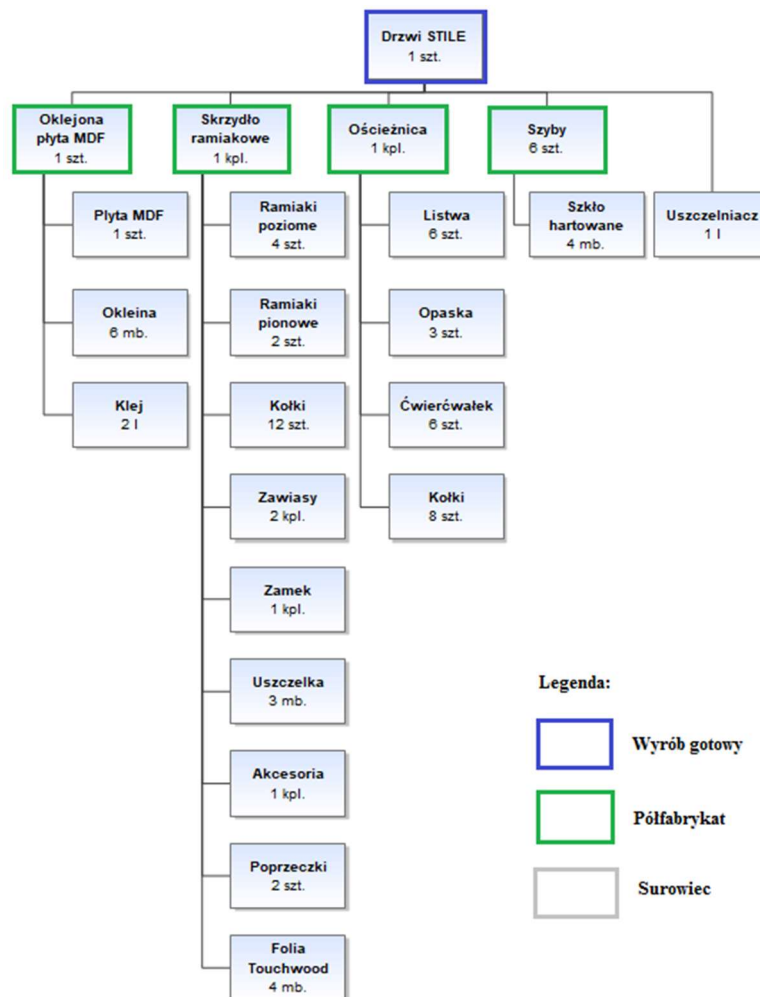 Drzwi STILE
1 szt.
Oklejona
płyta MDF
1 szt.
Skrzydło
ramiakowe
1 kpl.
Ościeżnica
1 kpl.
Szyby
6 szt.
Płyta MDF
1 szt.
Ramiaki
poziome
4 szt.
Listwa
6 szt.
Szkło
hartowane
4 mb.
Uszczelniacz
1 l
Okleina
6 mb.
Ramiaki
pionowe
2 szt.
Opaska
3 szt.
Klej
2 l
Kołki
12 szt.
Ćwierćwałek
6 szt.
Zawiasy
2 kpl.
Kołki
8 szt.
Zamek
1 kpl.
Uszczelka
3 mb.
Akcesoria
1 kpl.
Poprzeczki
2 szt.
Folia
Touchwood
4 mb.
Legenda:
Wyrób gotowy
Półfabrykat
Surowiec